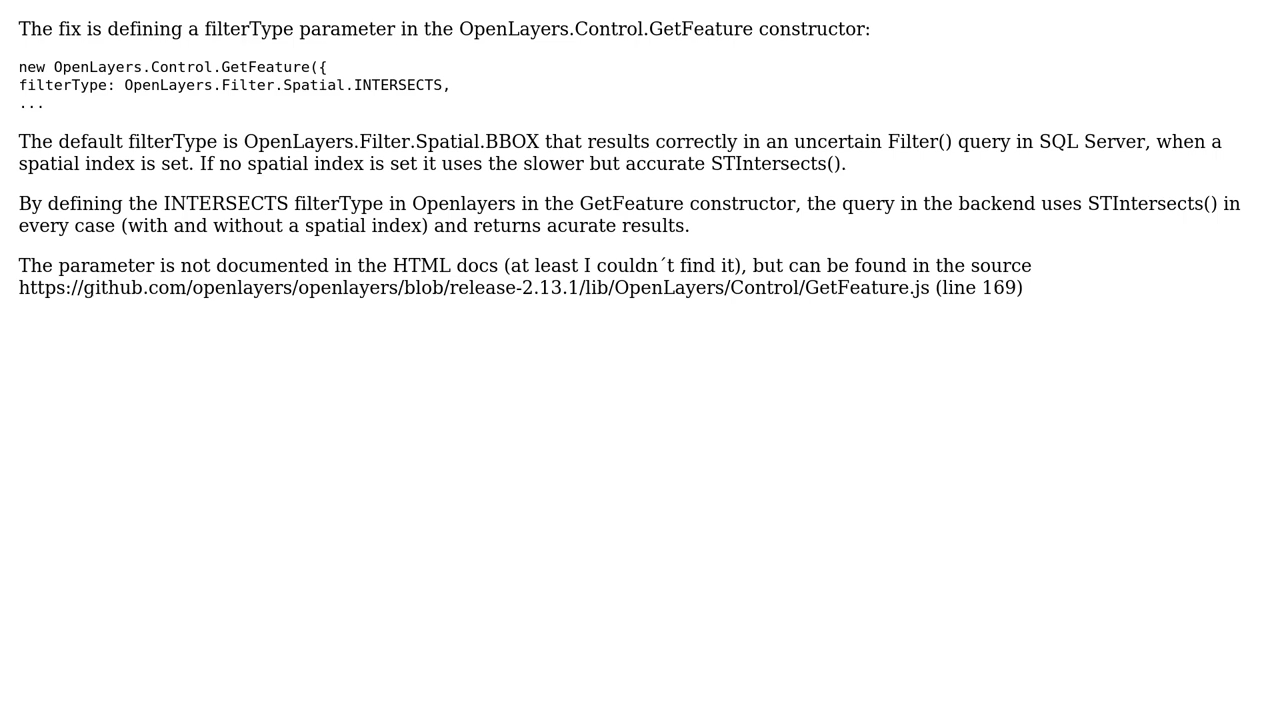 The fix is defining a filterType parameter in the OpenLayers.Control.GetFeature constructor:
new OpenLayers.Control.GetFeature({
filterType: OpenLayers.Filter.Spatial.INTERSECTS,
...
The default filterType is OpenLayers.Filter.Spatial.BBOX that results correctly in an uncertain Filter() query in SQL Server, when a
spatial index is set. If no spatial index is set it uses the slower but accurate STIntersects().
By defining the INTERSECTS filterType in Openlayers in the GetFeature constructor, the query in the backend uses STIntersects() in
every case (with and without a spatial index) and returns acurate results.
The parameter is not documented in the HTML docs (at least I couldn´t find it), but can be found in the source
https://github.com/openlayers/openlayers/blob/release-2.13.1/lib/OpenLayers/Control/GetFeature.js (line 169)